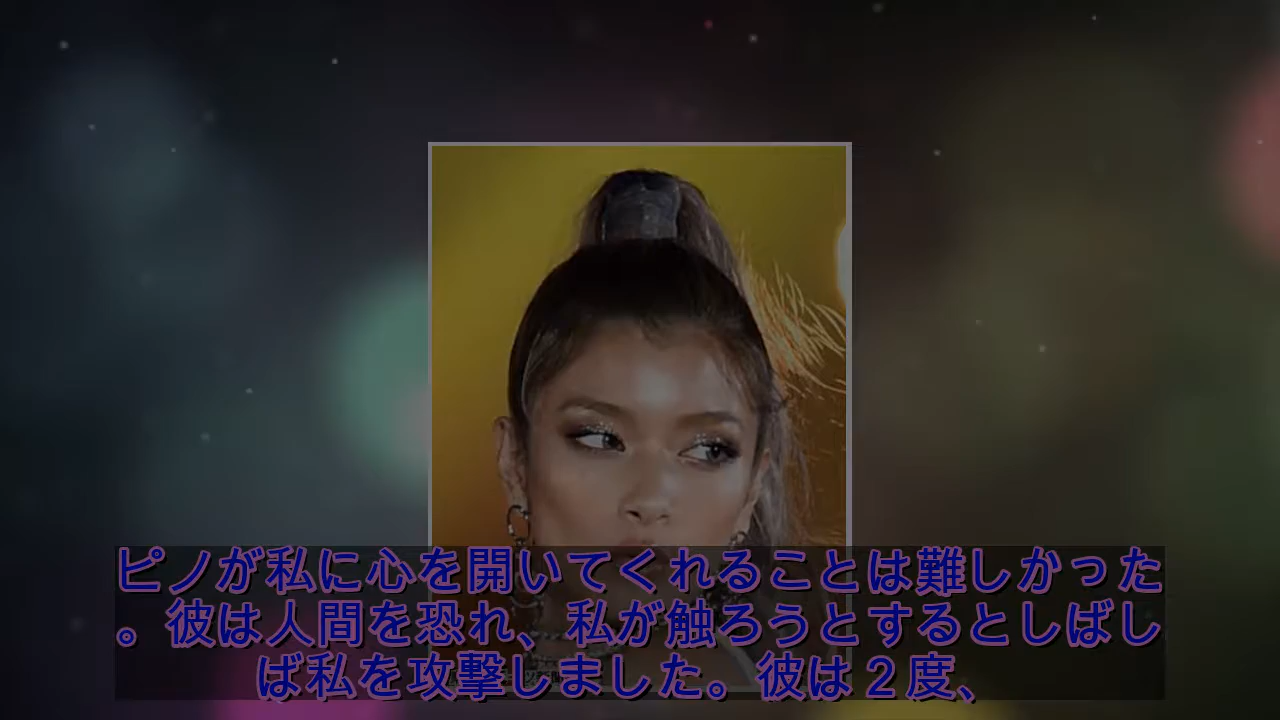 ピノが私に心を開いてくれることは難しかった
。彼は人間を恐れ、私が触ろうとするとしばし
ば私を攻撃しました。彼は２度、